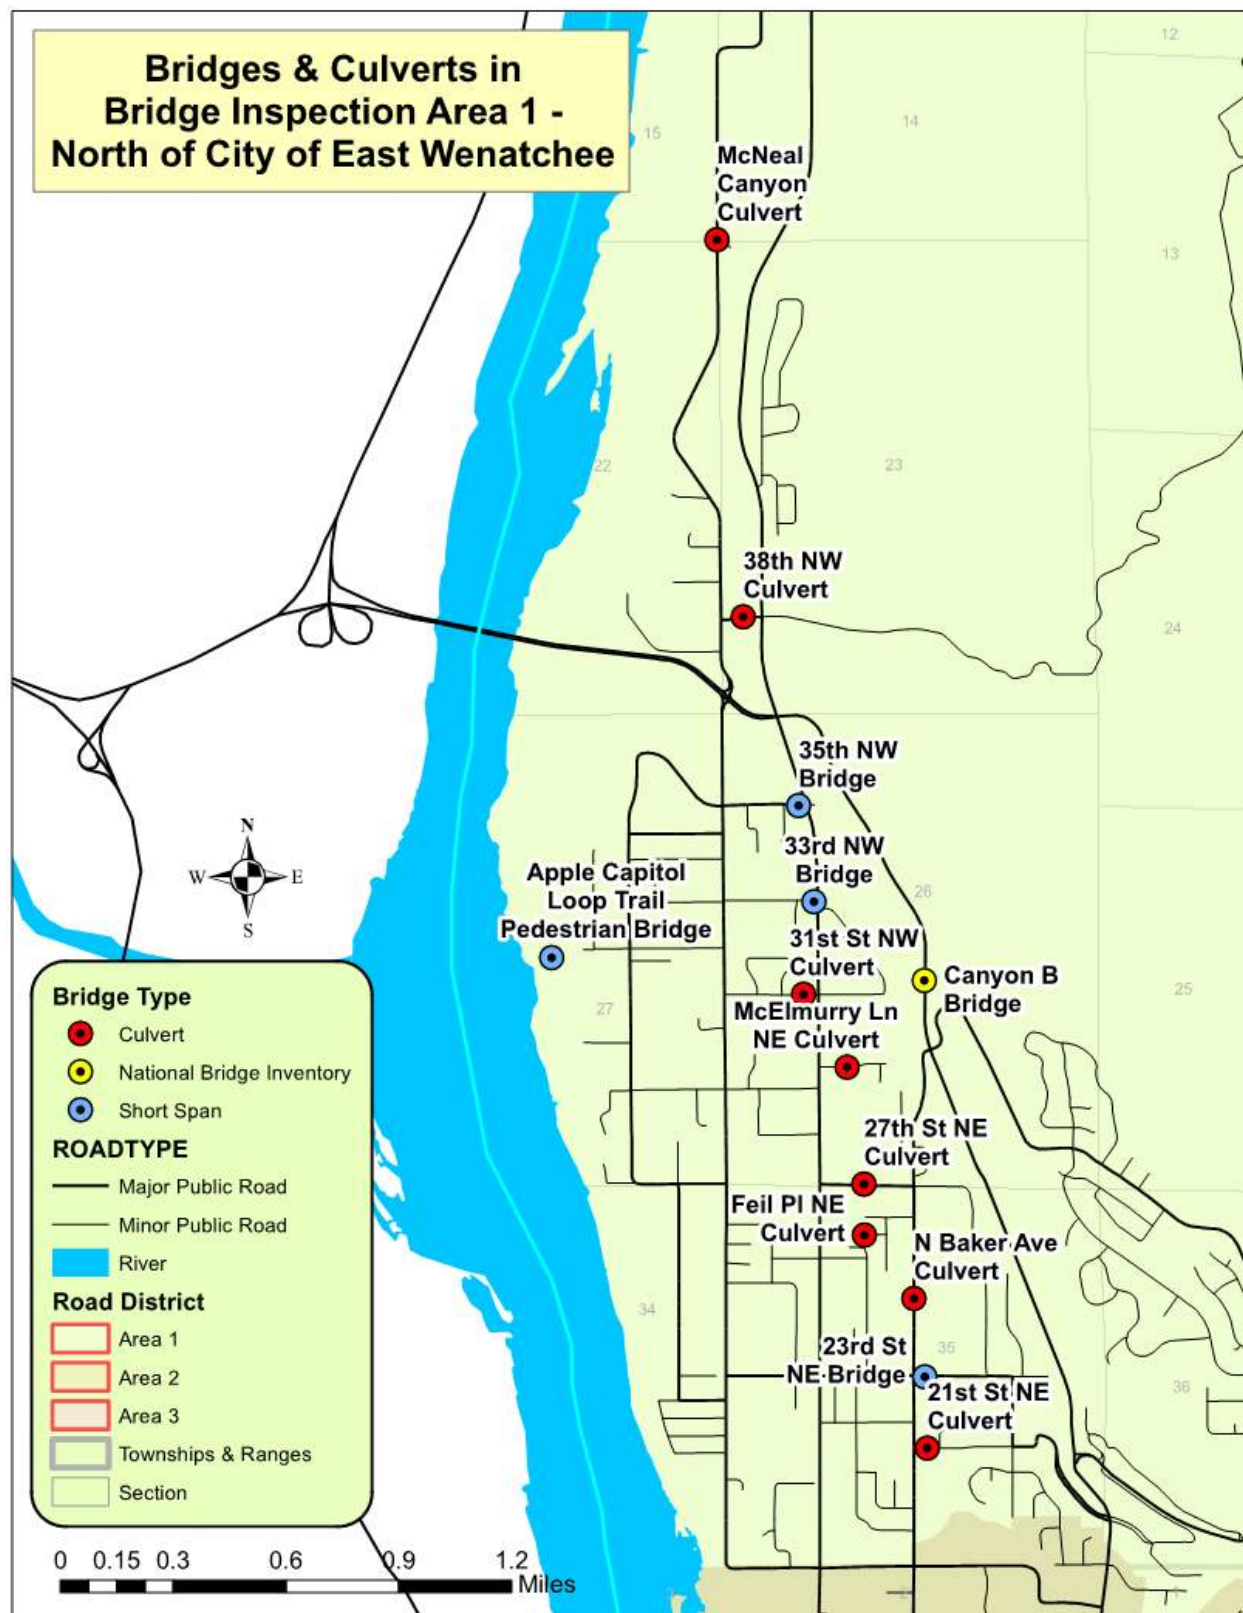 Bridges & Culverts in
Bridge Inspection Area 1 -
North of City of East Wenatchee
12
15
14
McNeal
Canyon
Culvert
13
22
23
38th NW
Culvert
24
35th NW
Bridge
33rd NW
Bridge
26
Apple Capitol
Loop Trail
Pedestrian Bridge
31st St NW
Culvert
Canyon B
Bridge
25
27
McElmurry Ln
NE Culvert
27th St NE
Culvert
Feil Pl NE
Culvert
N Baker Ave
Culvert
34
35
23rd St
NE Bridge
36
21st St NE
Culvert
2
1
N
W
E
S
Bridge Type
Culvert
National Bridge Inventory
Short Span
ROADTYPE
Major Public Road
Minor Public Road
River
Road District
Area 1
Area 2
Area 3
Townships & Ranges
Section
0 0.15 0.3 0.6 0.9 1.2
Miles